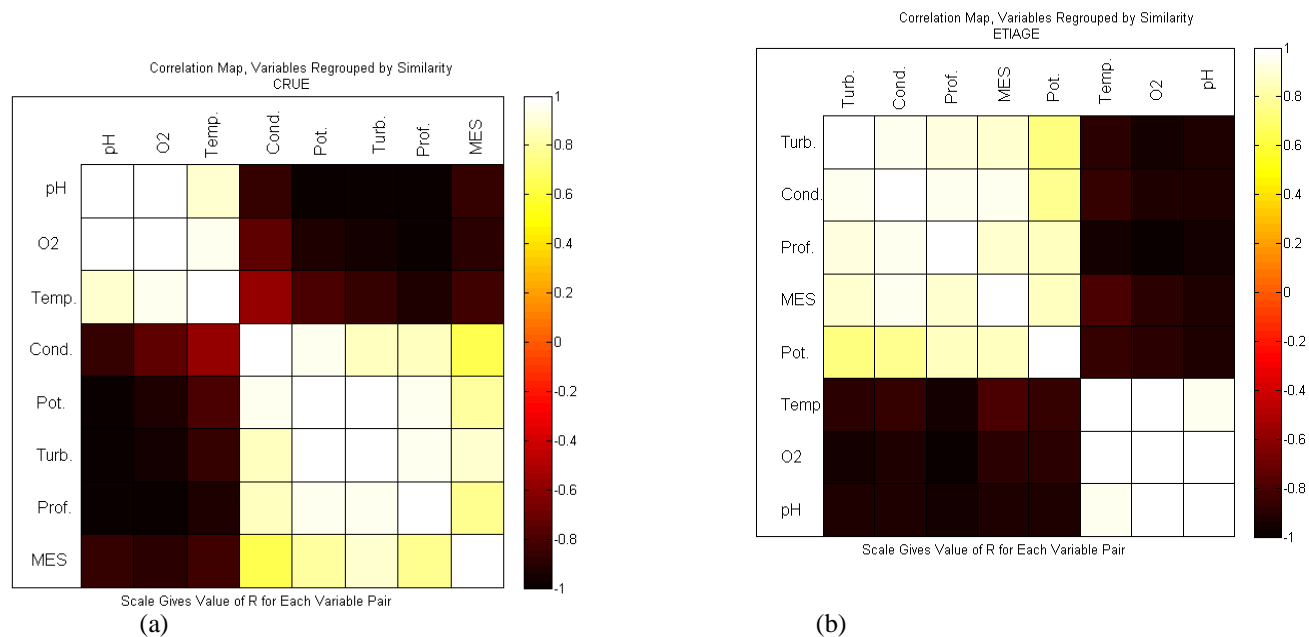 Correlation Map, Variables Regrouped by Similarity
CRUE
pH O2 Temp. Cond. Pot. Turb. Prof. MES
pH
O2
Temp.
Cond.
Pot.
Turb.
Prof.
MES
1
0.8
0.6
0.4
0.2
0
-0.2
-0.4
-0.6
-0.8
-1
Scale Gives Value of R for Each Variable Pair
(a)
Correlation Map, Variables Regrouped by Similarity
ETIAGE
Turb. Cond. Prof. MES Pot. Temp. O2 pH
Turb.
Cond.
Prof.
MES
Pot.
Temp
O2
pH
1
0.8
0.6
0.4
0.2
0
-0.2
-0.4
-0.6
-0.8
-1
Scale Gives Value of R for Each Variable Pair
(b)